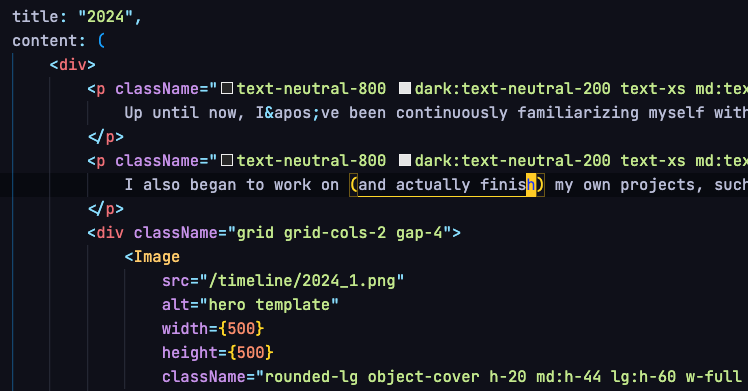 title: "2024",
content: (
<div>
<p className="text-neutral-800 dark:text-neutral-200 text-xs md:tex
Up until now, I&apos;ve been continuously familiarizing myself with
</p>
<p className="text-neutral-800 dark:text-neutral-200 text-xs md:tex
I also began to work on (and actually finish) my own projects, such
</p>
<div className="grid grid-cols-2 gap-4">
<Image
src="/timeline/2024_1.png"
alt="hero template"
width={500}
height={500}
className="rounded-lg object-cover h-20 md:h-44 lg:h-60 w-full